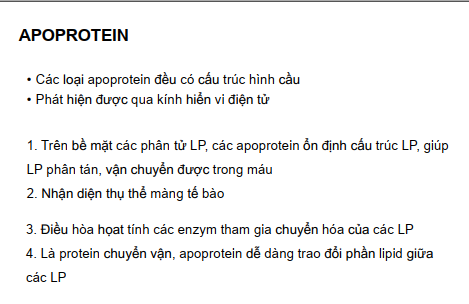 APOPROTEIN
• Các loại apoprotein đều có cấu trúc hình cầu
• Phát hiện được qua kính hiển vi điện tử
1. Trên bề mặt các phân tử LP, các apoprotein ổn định cấu trúc LP, giúp
LP phân tán, vận chuyển được trong máu
2. Nhận diện thụ thể màng tế bào
3. Điều hòa họat tính các enzym tham gia chuyển hóa của các LP
4. Là protein chuyển vận, apoprotein dễ dàng trao đổi phần lipid giữa
các LP